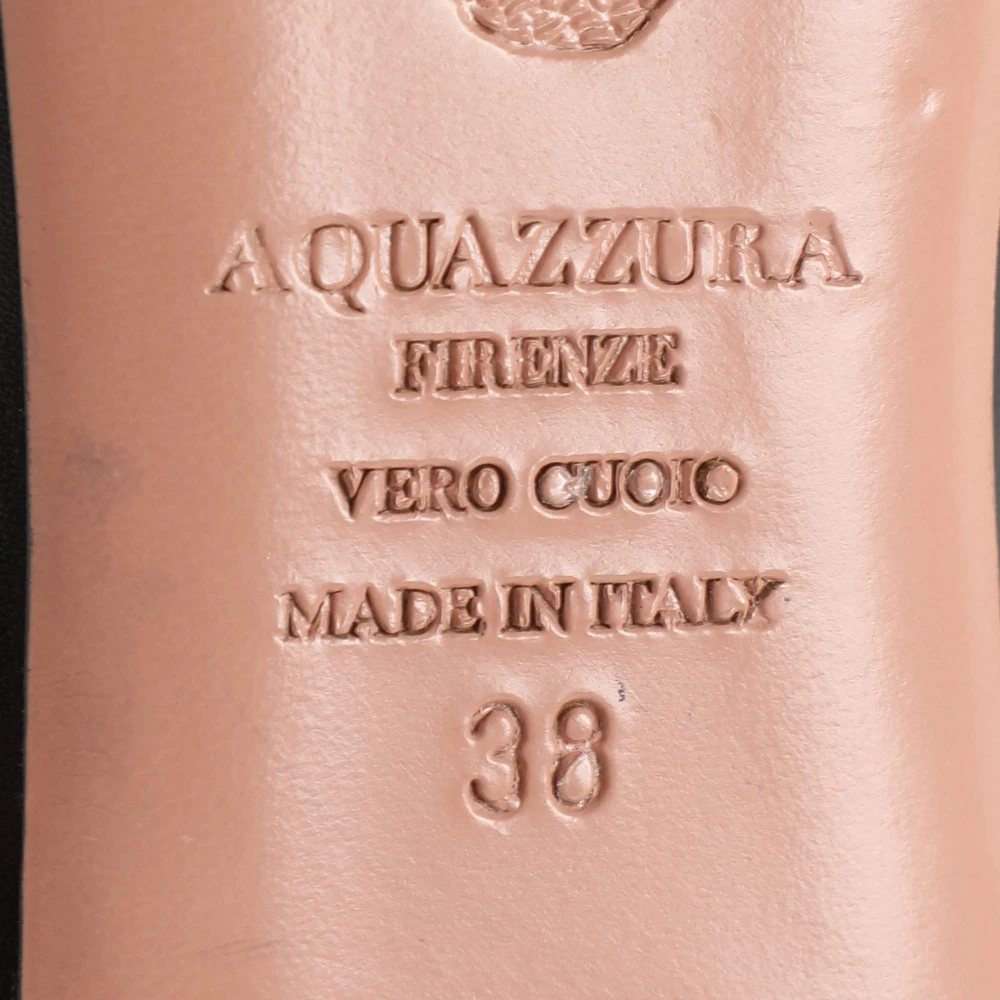 AQUAZZURA
FIRENZE
VERO CUOIO
MADE IN ITALY
38